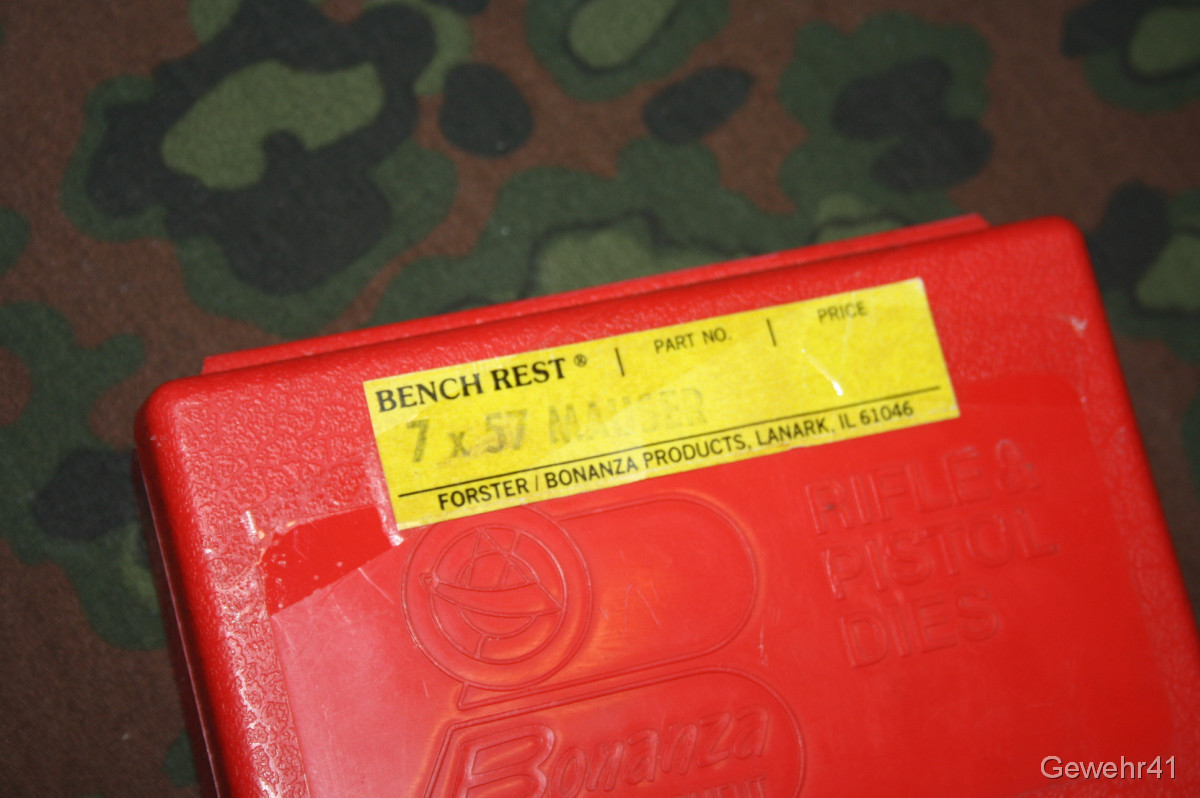 BENCH REST® | PART NO. | PRICE
7 x 57 MAUSER
FORSTER / BONANZA PRODUCTS, LANARK, IL 61046
RIFLE &
PISTOL
DIES
Bonanza
Gewehr41